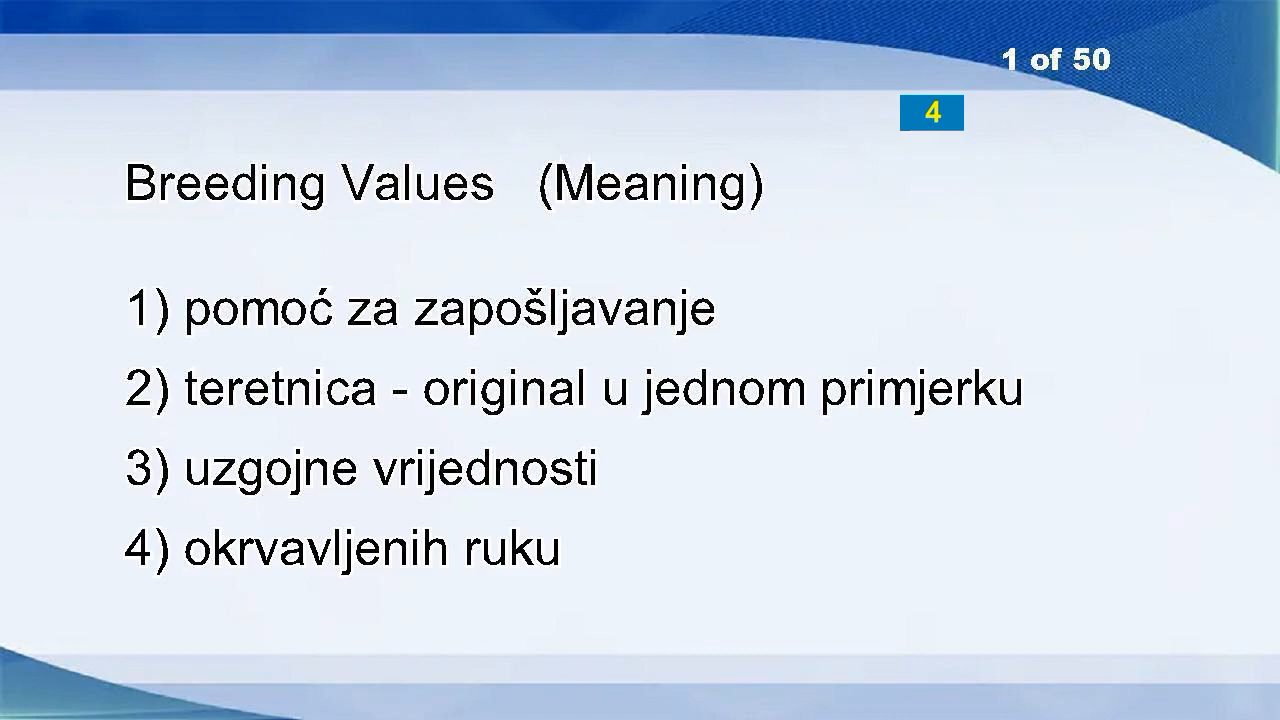 1 of 50
4
Breeding Values (Meaning)
1) pomoć za zapošljavanje
2) teretnica - original u jednom primjerku
3) uzgojne vrijednosti
4) okrvavljenih ruku